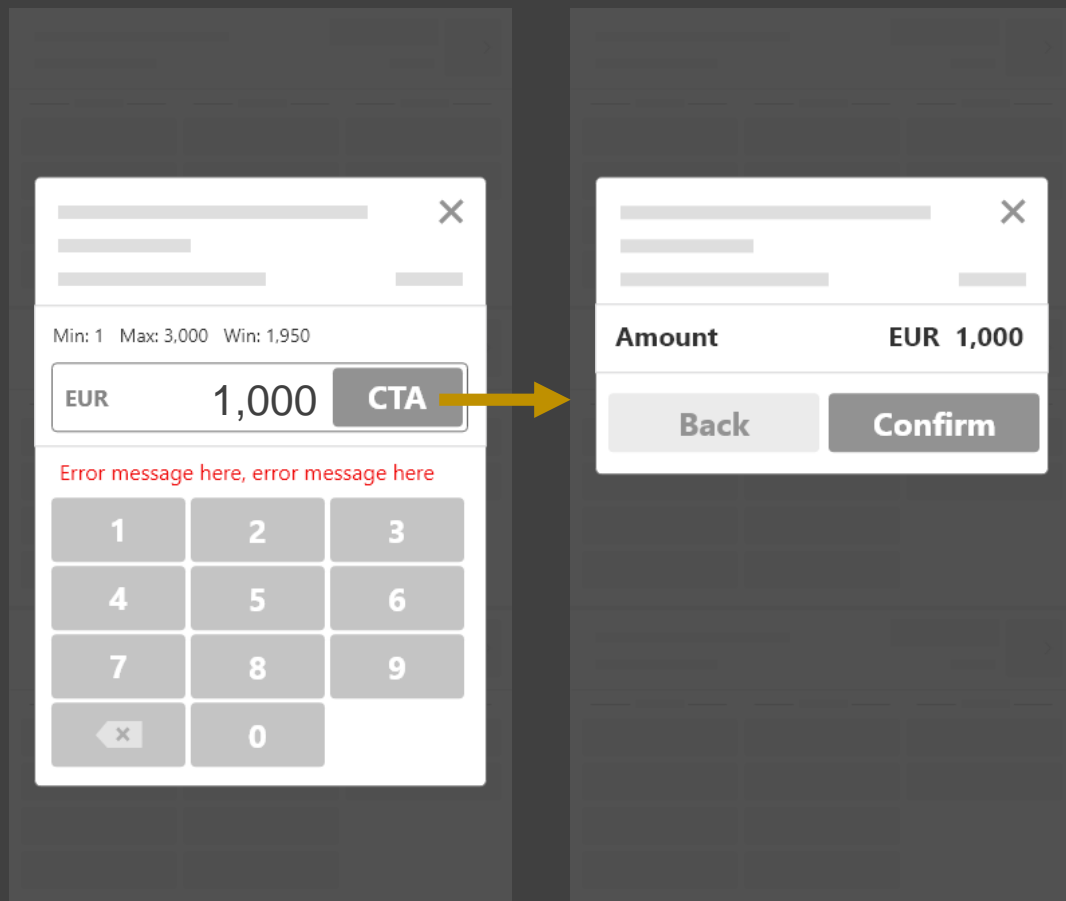 Min: 1 Max: 3,000 Win: 1,950
EUR 1,000 CTA
Error message here, error message here
1 2 3
4 5 6
7 8 9
0
Amount EUR 1,000
Back Confirm